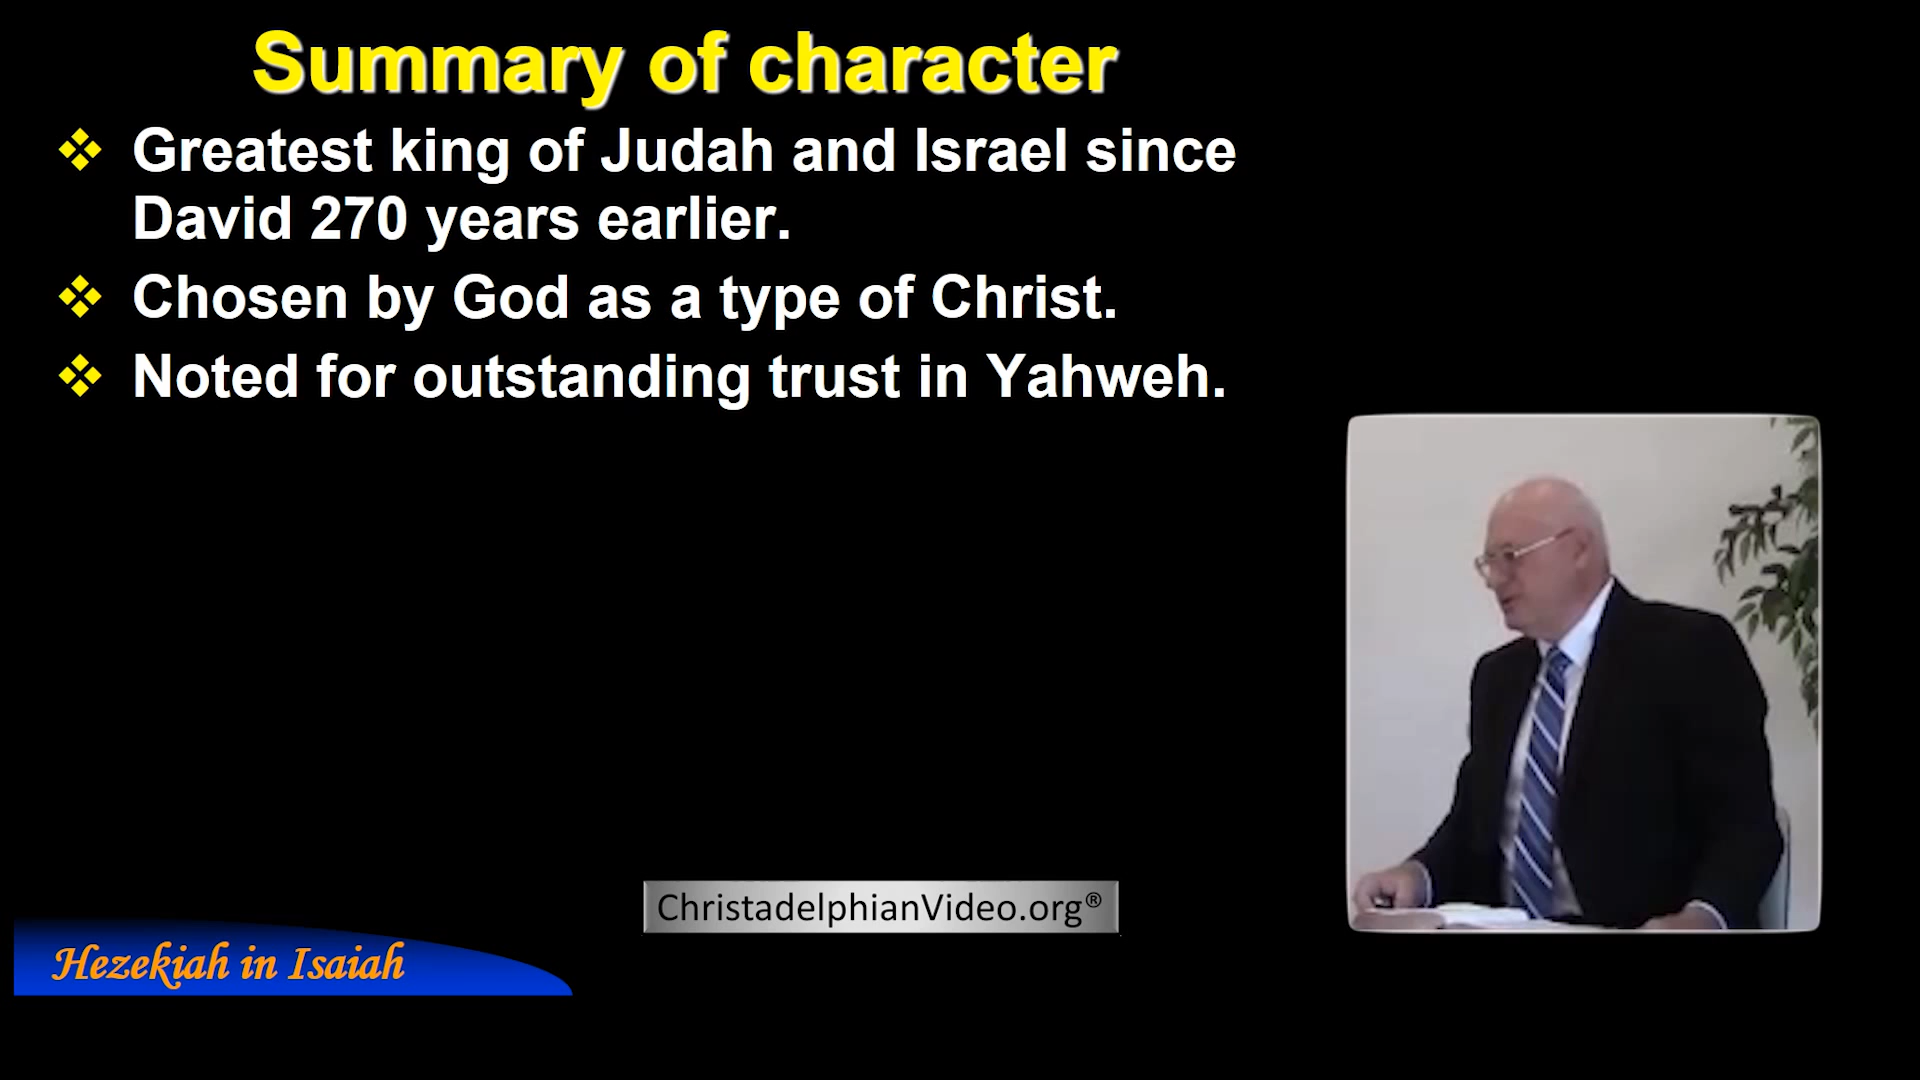 Summary of character
Greatest king of Judah and Israel since
David 270 years earlier.
Chosen by God as a type of Christ.
Noted for outstanding trust in Yahweh.
ChristadelphianVideo.org®
Hezekiah in Isaiah